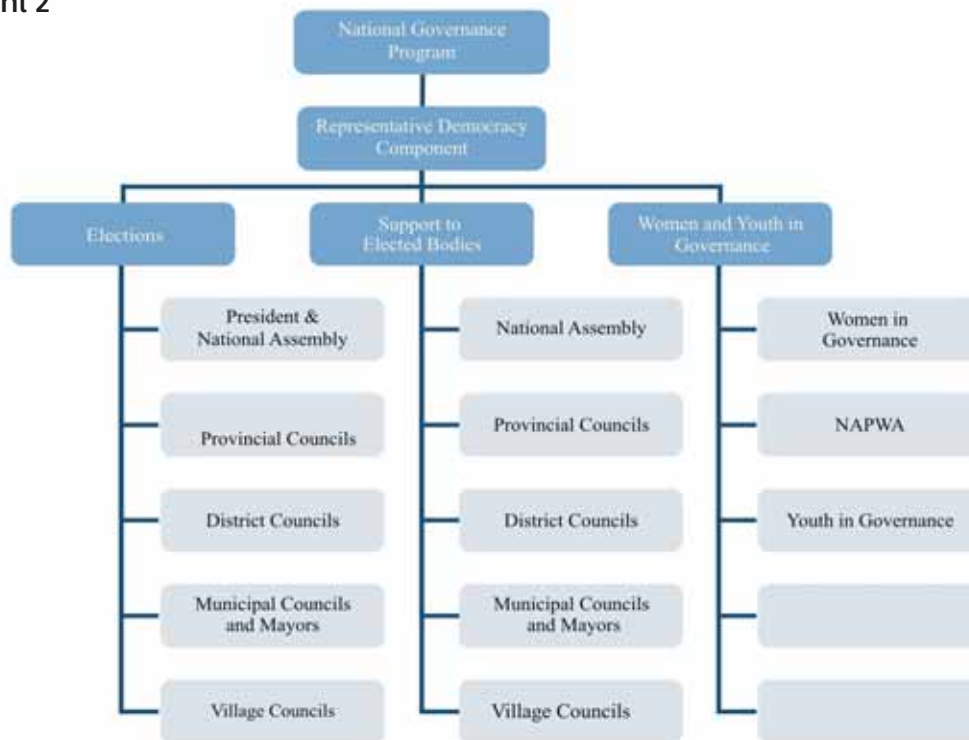 National Governance
Program
Representative Democracy
Component
Elections
President &
National Assembly
Provincial Councils
District Councils
Municipal Councils
and Mayors
Village Councils
Support to
Elected Bodies
National Assembly
Provincial Councils
District Councils
Municipal Councils
and Mayors
Village Councils
Women and Youth in
Governance
Women in
Governance
NAPWA
Youth in Governance